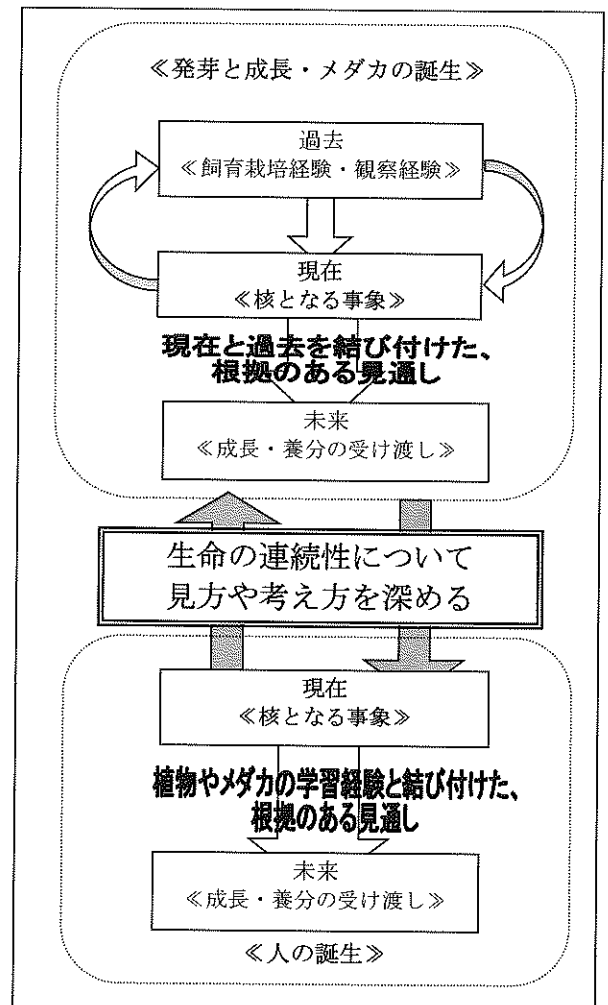 ≪発芽と成長・メダカの誕生≫
過去
≪飼育栽培経験・観察経験≫
現在
≪核となる事象≫
現在と過去を結び付けた、
根拠のある見通し
未来
≪成長・養分の受け渡し≫
生命の連続性について
見方や考え方を深める
現在
≪核となる事象≫
植物やメダカの学習経験と結び付けた、
根拠のある見通し
未来
≪成長・養分の受け渡し≫
≪人の誕生≫